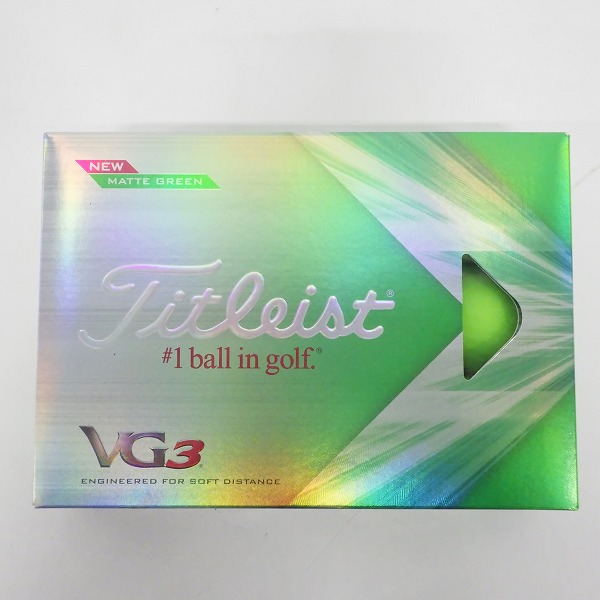 NEW
MATTE GREEN
Titleist®
#1 ball in golf.®
VG3
ENGINEERED FOR SOFT DISTANCE